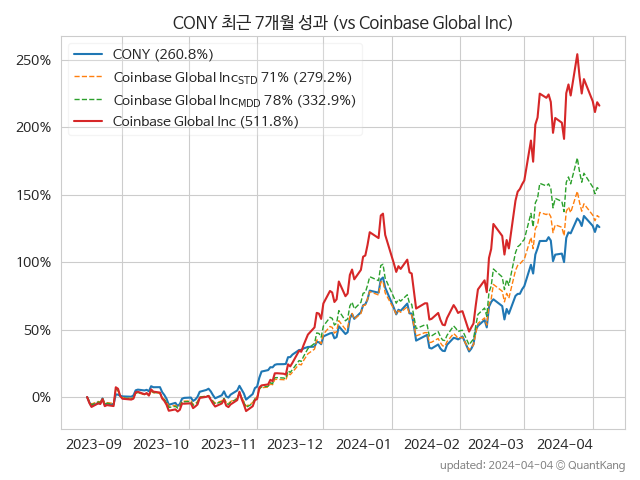 CONY 최근 7개월 성과 (vs Coinbase Global Inc)
CONY (260.8%)
Coinbase Global IncSTD 71% (279.2%)
Coinbase Global IncMDD 78% (332.9%)
Coinbase Global Inc (511.8%)
250%
200%
150%
100%
50%
0%
2023-09 2023-10 2023-11 2023-12 2024-01 2024-02 2024-03 2024-04
updated: 2024-04-04 © QuantKang